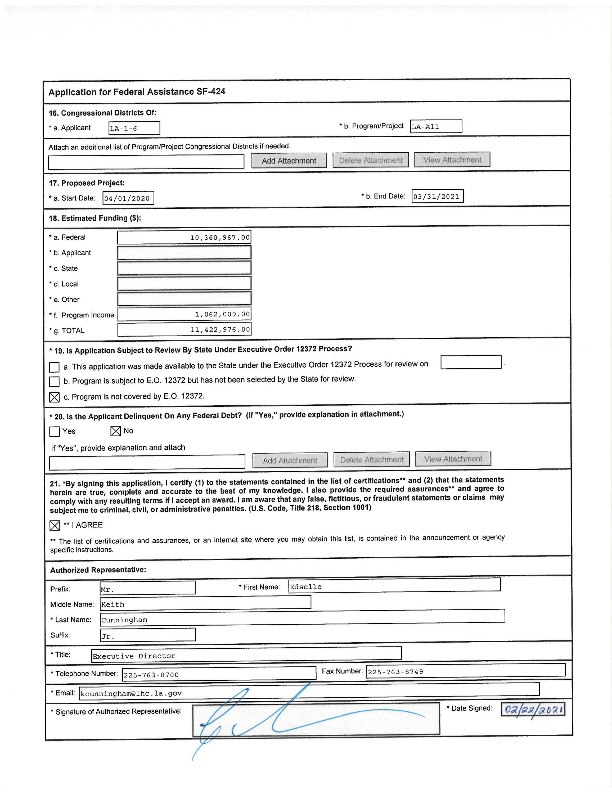 Application for Federal Assistance SF-424
16. Congressional Districts Of:
* a. Applicant LA-1-6 * b. Program/Project LA-All
Attach an additional list of Program/Project Congressional Districts if needed.
Add Attachment Delete Attachment View Attachment
17. Proposed Project:
* a. Start Date: 04/01/2020 * b. End Date: 03/31/2021
18. Estimated Funding ($):
* a. Federal 10,360,967.00
* b. Applicant
* c. State
* d. Local
* e. Other
* f. Program Income 1,062,009.00
* g. TOTAL 11,422,976.00
* 19. Is Application Subject to Review By State Under Executive Order 12372 Process?
a. This application was made available to the State under the Executive Order 12372 Process for review on .
b. Program is subject to E.O. 12372 but has not been selected by the State for review.
c. Program is not covered by E.O. 12372.
* 20. Is the Applicant Delinquent On Any Federal Debt? (If "Yes," provide explanation in attachment.)
Yes No
If "Yes", provide explanation and attach
Add Attachment Delete Attachment View Attachment
21. *By signing this application, I certify (1) to the statements contained in the list of certifications** and (2) that the statements
herein are true, complete and accurate to the best of my knowledge. I also provide the required assurances** and agree to
comply with any resulting terms if I accept an award. I am aware that any false, fictitious, or fraudulent statements or claims may
subject me to criminal, civil, or administrative penalties. (U.S. Code, Title 218, Section 1001)
** I AGREE
** The list of certifications and assurances, or an internet site where you may obtain this list, is contained in the announcement or agency
specific instructions.
Authorized Representative:
Prefix: Mr. * First Name:
Middle Name: Keith
* Last Name: Cunningham
Suffix: Jr.
* Title: Executive Director
* Telephone Number: 225-763-8700 Fax Number: 225-763-8749
* Email: kcunningham@lhc.la.gov
* Signature of Authorized Representative: * Date Signed: 02/22/2021